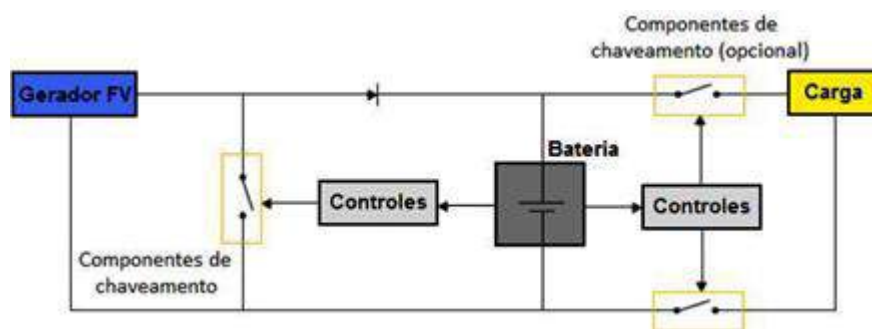 Componentes de
chaveamento (opcional)
Gerador FV
Carga
Bateria
Controles
Controles
Componentes de
chaveamento